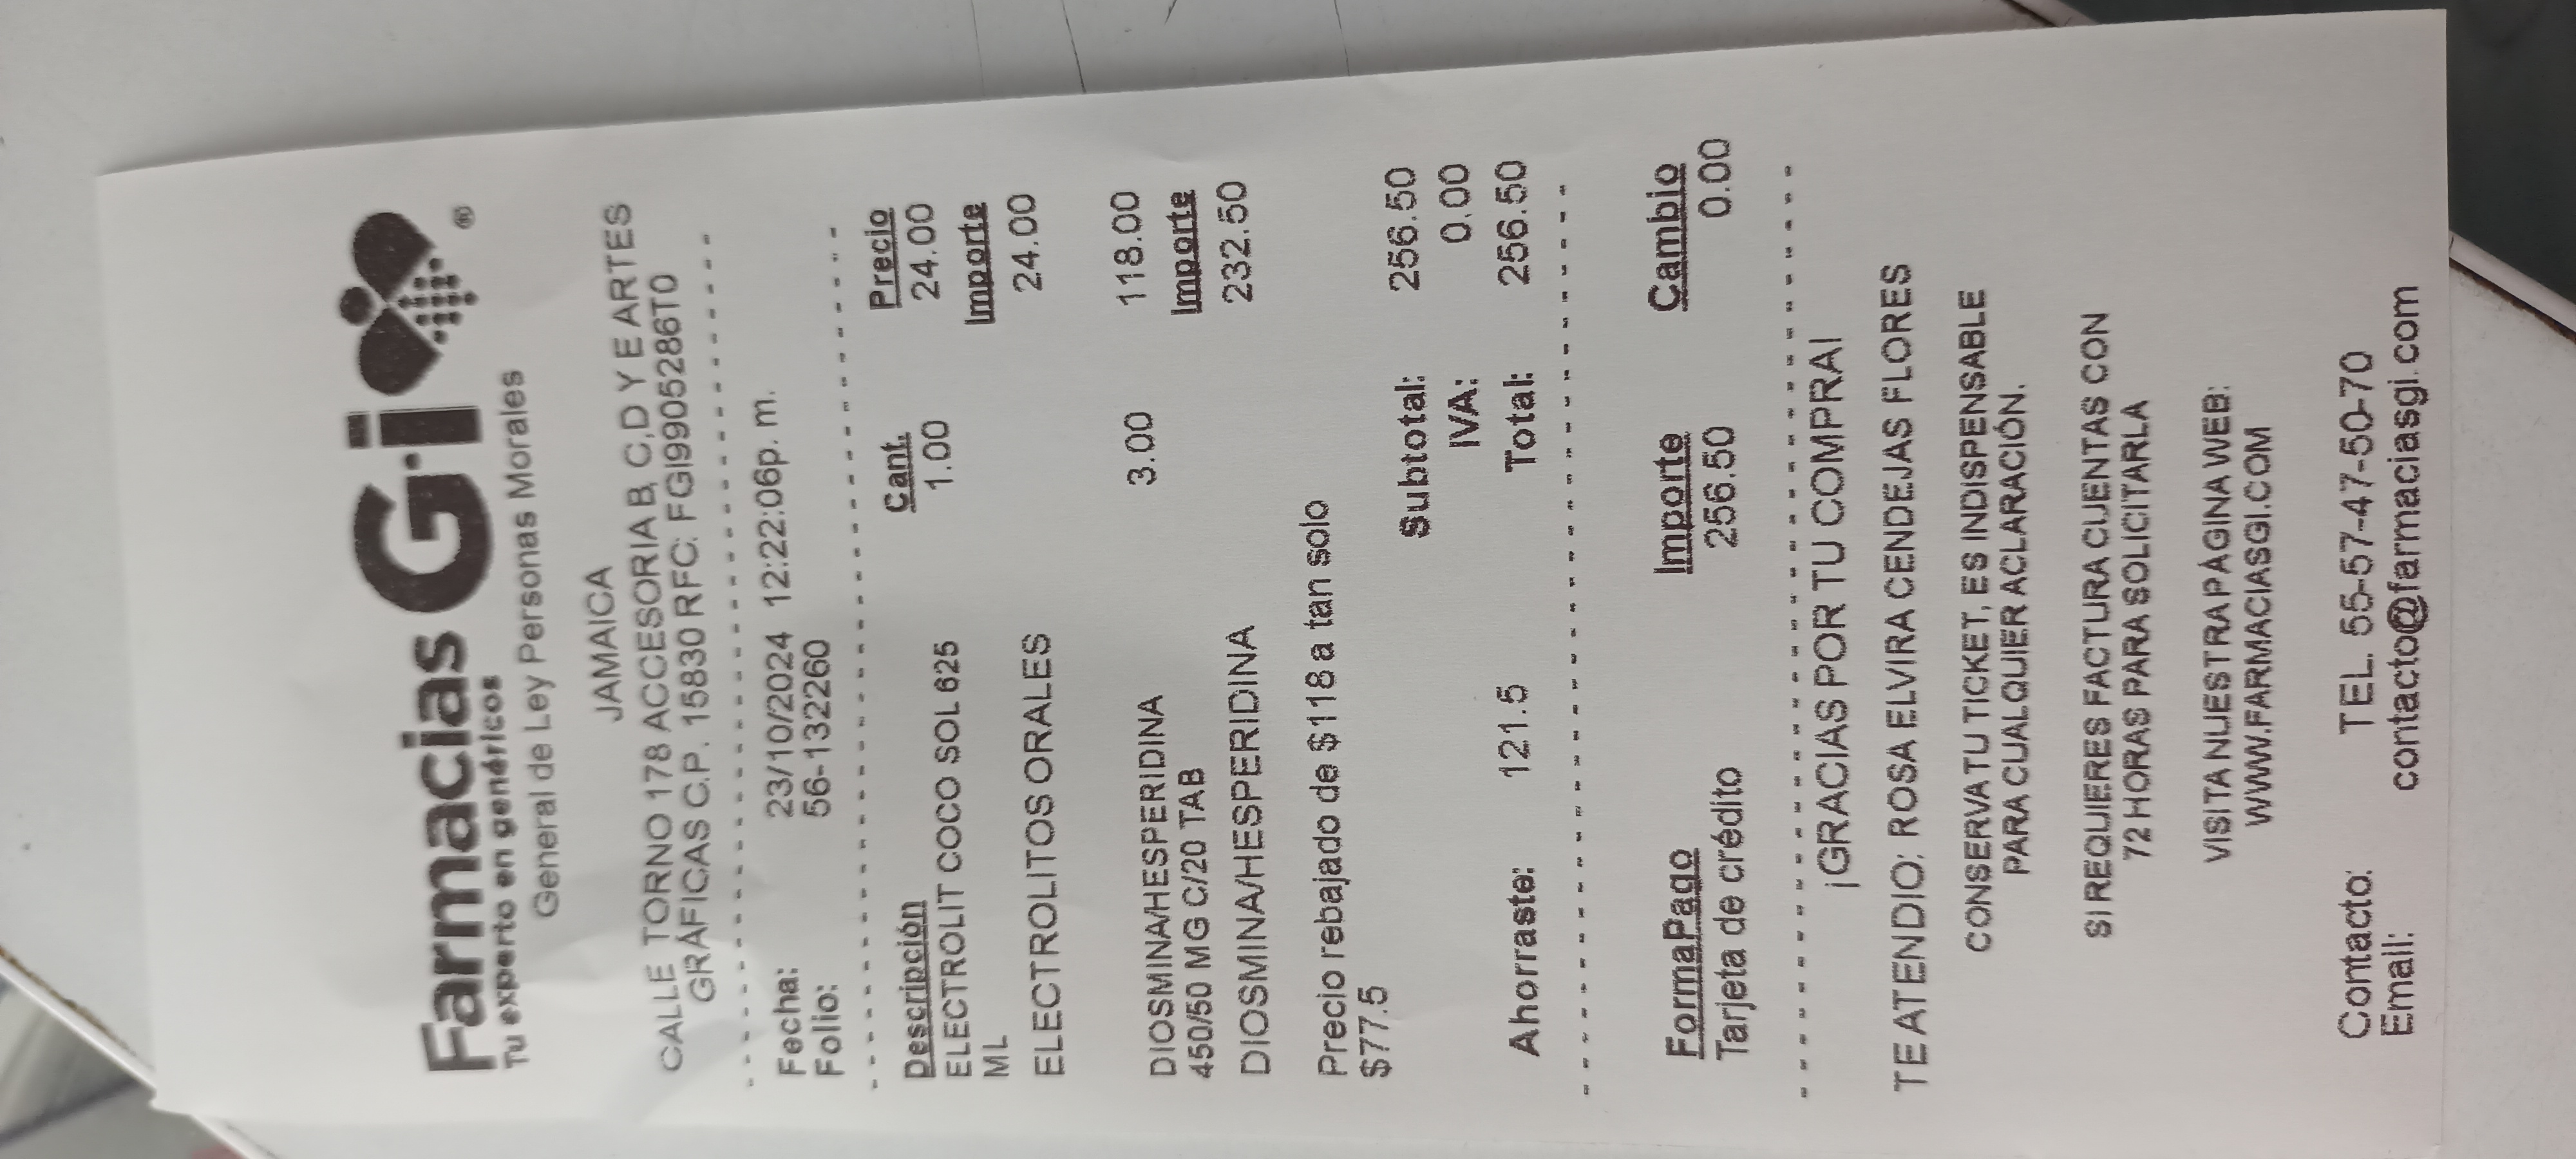 Farmacias G·i ®
Tu experto en genéricos
General de Ley Personas Morales
JAMAICA
CALLE TORNO 178 ACCESORIA B, C,D Y E ARTES
GRÁFICAS C.P. 15830 RFC: FGI9905286T0
Fecha: 23/10/2024 12:22:06p. m.
Folio: 56-132260
Descripción Cant. Precio
ELECTROLIT COCO SOL 625 1.00 24.00
ML Importe
ELECTROLITOS ORALES 24.00
DIOSMINA/HESPERIDINA 3.00 118.00
450/50 MG C/20 TAB Importe
DIOSMINA/HESPERIDINA 232.50
Precio rebajado de $118 a tan solo
$77.5
Subtotal: 256.50
IVA: 0.00
Ahorraste: 121.5 Total: 256.50
FormaPago Importe Cambio
Tarjeta de crédito 256.50 0.00
¡GRACIAS POR TU COMPRA!
TE ATENDIO: ROSA ELVIRA CENDEJAS FLORES
CONSERVA TU TICKET, ES INDISPENSABLE
PARA CUALQUIER ACLARACIÓN.
SI REQUIERES FACTURA CUENTAS CON
72 HORAS PARA SOLICITARLA
VISITA NUESTRA PÁGINA WEB:
WWW.FARMACIASGI.COM
Contacto: TEL. 55-57-47-50-70
Email: contacto@farmaciasgi.com